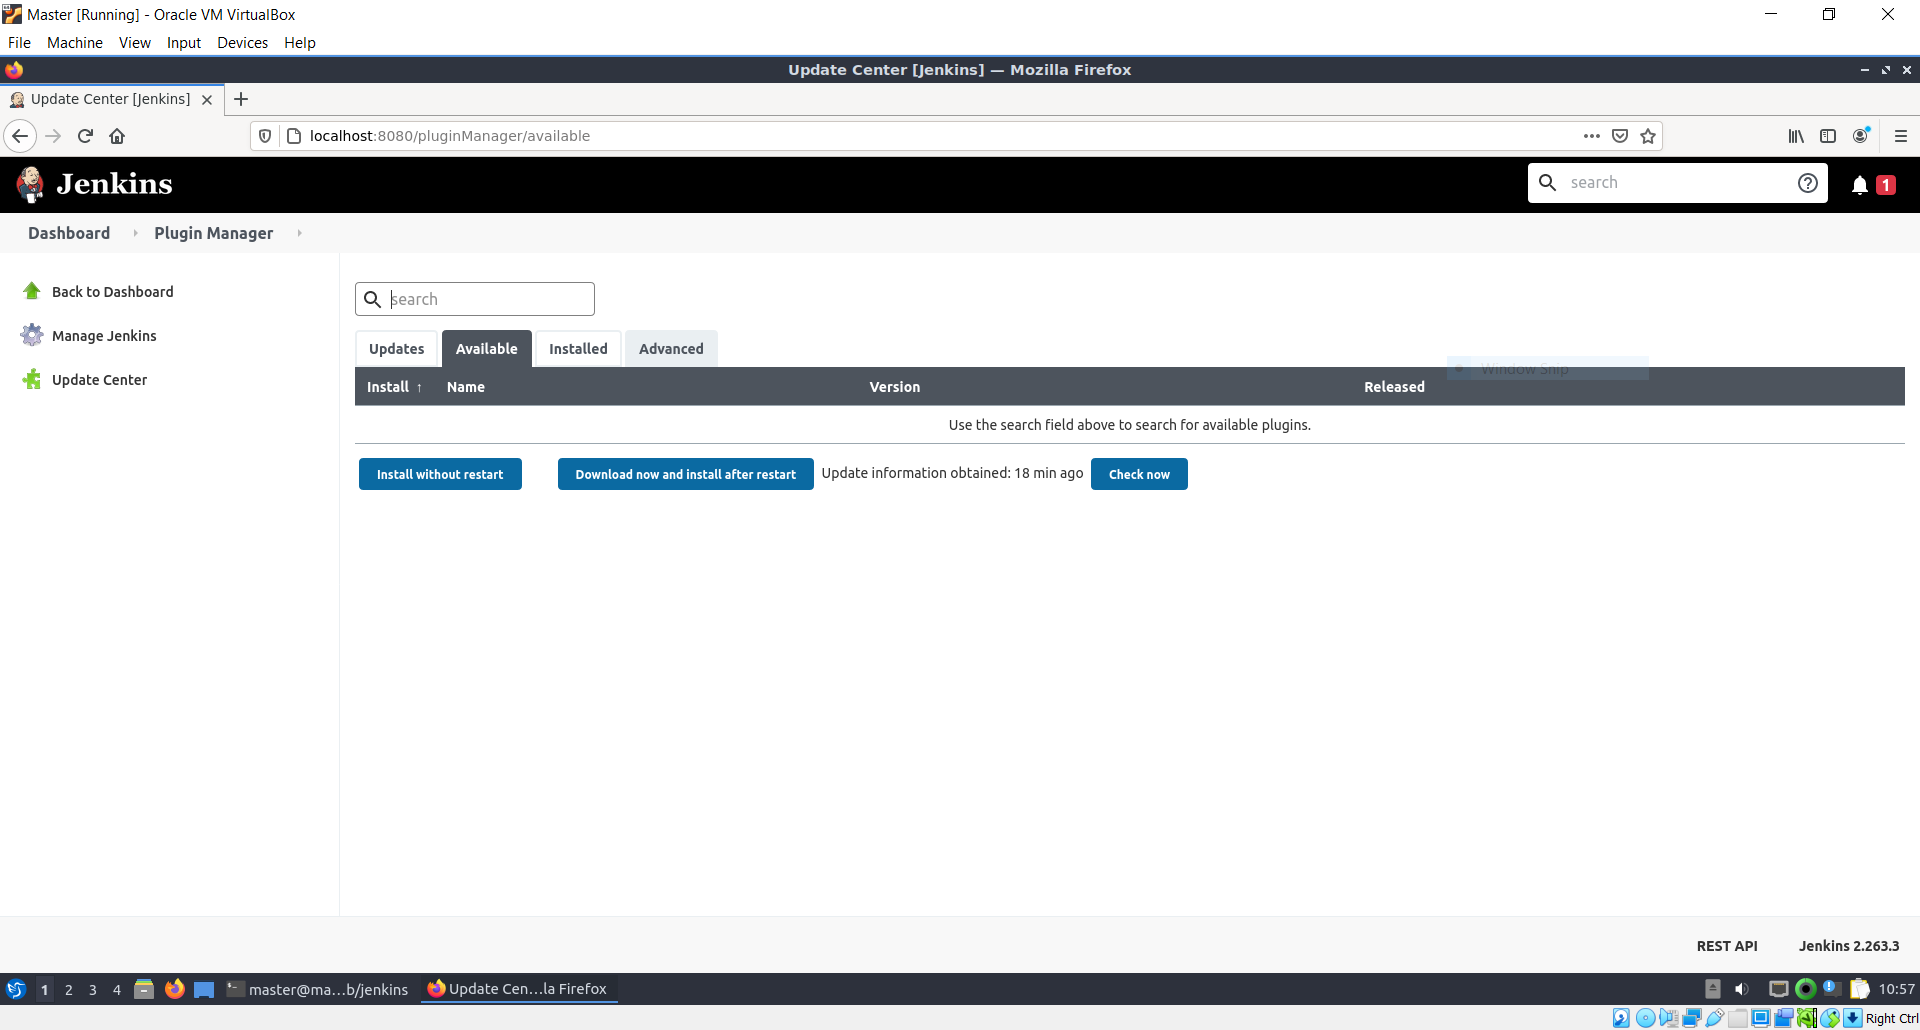 Master [Running] - Oracle VM VirtualBox
File Machine View Input Devices Help
Update Center [Jenkins] — Mozilla Firefox
Update Center [Jenkins]
localhost:8080/pluginManager/available
Jenkins
search
1
Dashboard Plugin Manager
Back to Dashboard
Manage Jenkins
Update Center
search
Updates Available Installed Advanced
Window Snip
Install ↑ Name Version Released
Use the search field above to search for available plugins.
Install without restart Download now and install after restart Update information obtained: 18 min ago Check now
REST API Jenkins 2.263.3
1 2 3 4 master@ma...b/jenkins Update Cen...la Firefox 10:57
Right Ctrl